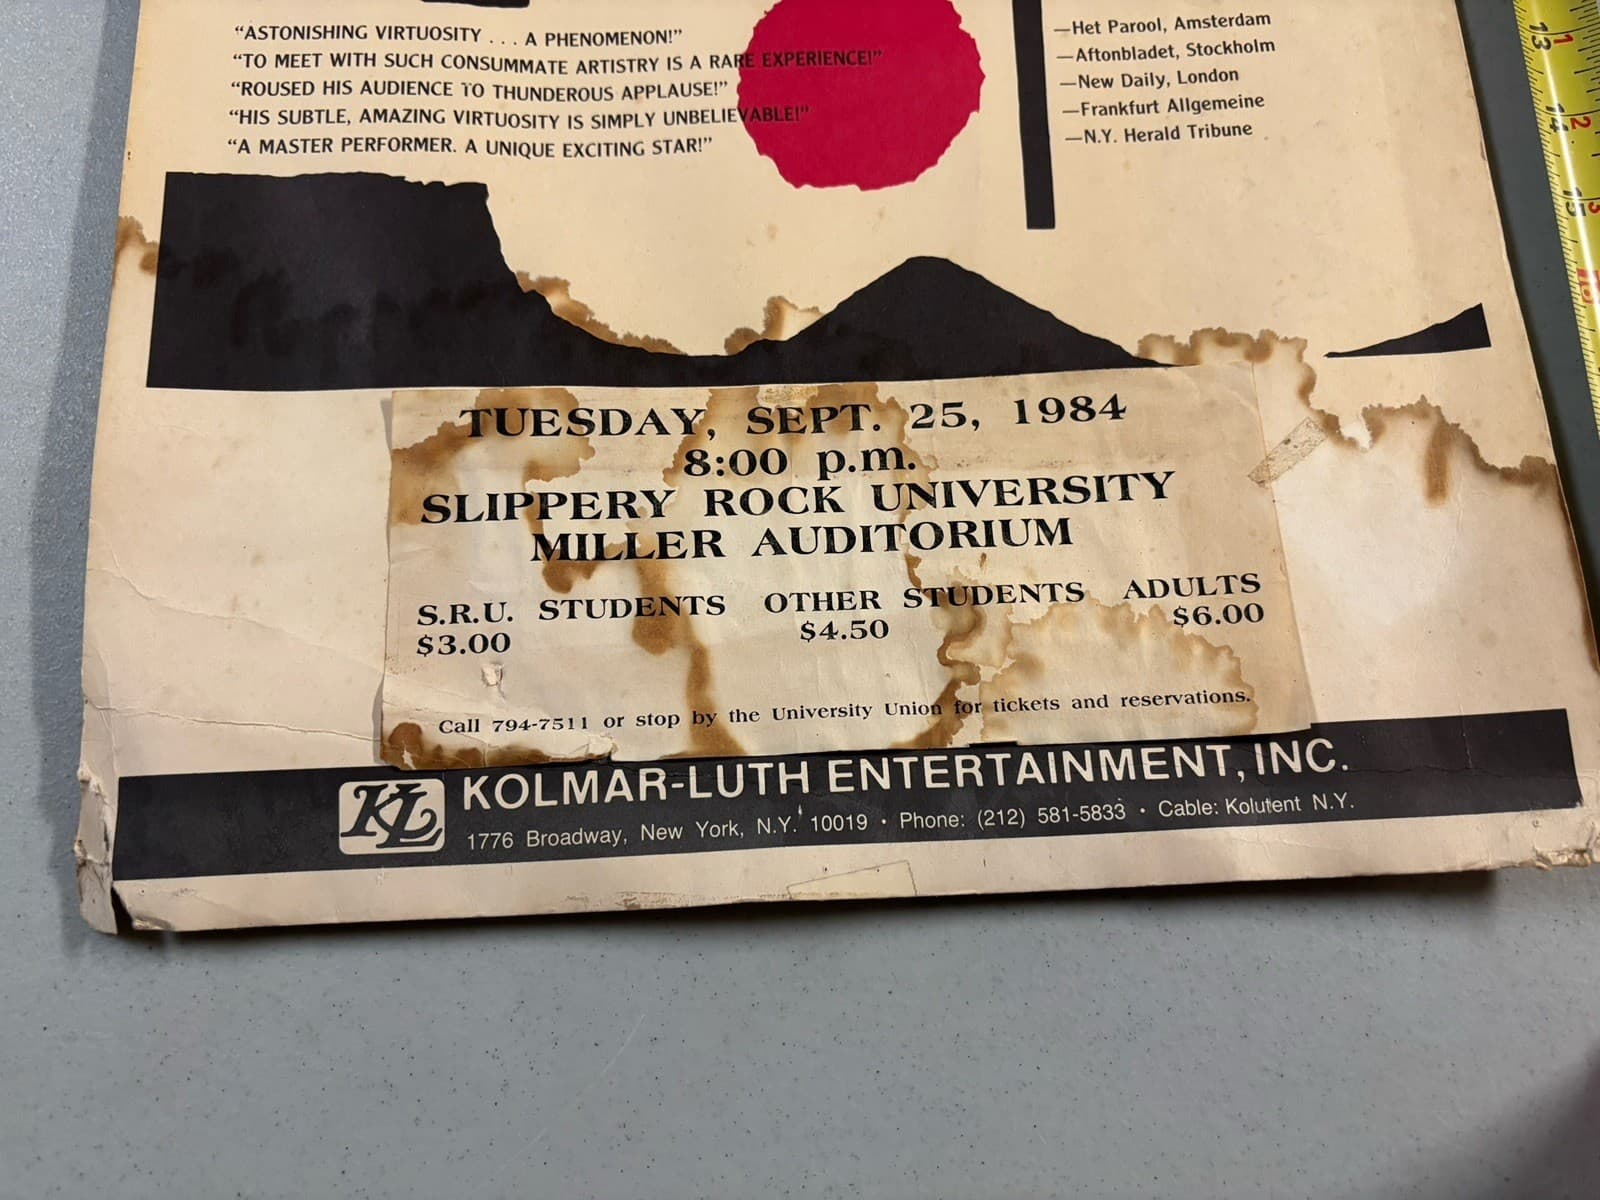 “ASTONISHING VIRTUOSITY . . . A PHENOMENON!” —Het Parool, Amsterdam
“TO MEET WITH SUCH CONSUMMATE ARTISTRY IS A RARE EXPERIENCE!” —Aftonbladet, Stockholm
“ROUSED HIS AUDIENCE TO THUNDEROUS APPLAUSE!” —New Daily, London
“HIS SUBTLE, AMAZING VIRTUOSITY IS SIMPLY UNBELIEVABLE!” —Frankfurt Allgemeine
“A MASTER PERFORMER. A UNIQUE EXCITING STAR!” —N.Y. Herald Tribune
TUESDAY, SEPT. 25, 1984
8:00 p.m.
SLIPPERY ROCK UNIVERSITY
MILLER AUDITORIUM
S.R.U. STUDENTS OTHER STUDENTS ADULTS
$3.00 $4.50 $6.00
Call 794-7511 or stop by the University Union for tickets and reservations.
KL KOLMAR-LUTH ENTERTAINMENT, INC.
1776 Broadway, New York, N.Y. 10019 • Phone: (212) 581-5833 • Cable: Kolutent N.Y.
13 1
14 2
15 3